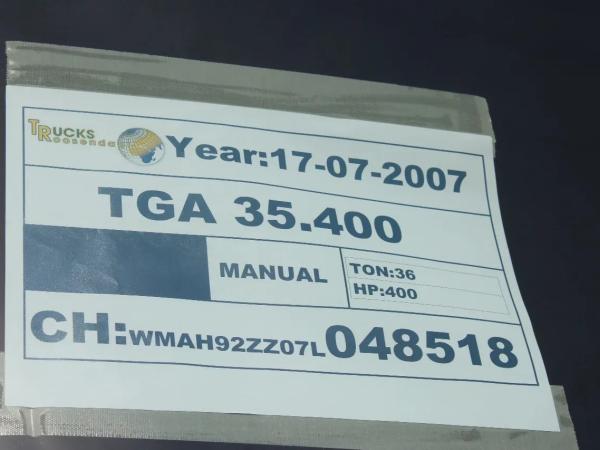 TRUCKS
Roosendaal
Year:17-07-2007
TGA 35.400
MANUAL
TON:36
HP:400
CH:WMAH92ZZ07L048518